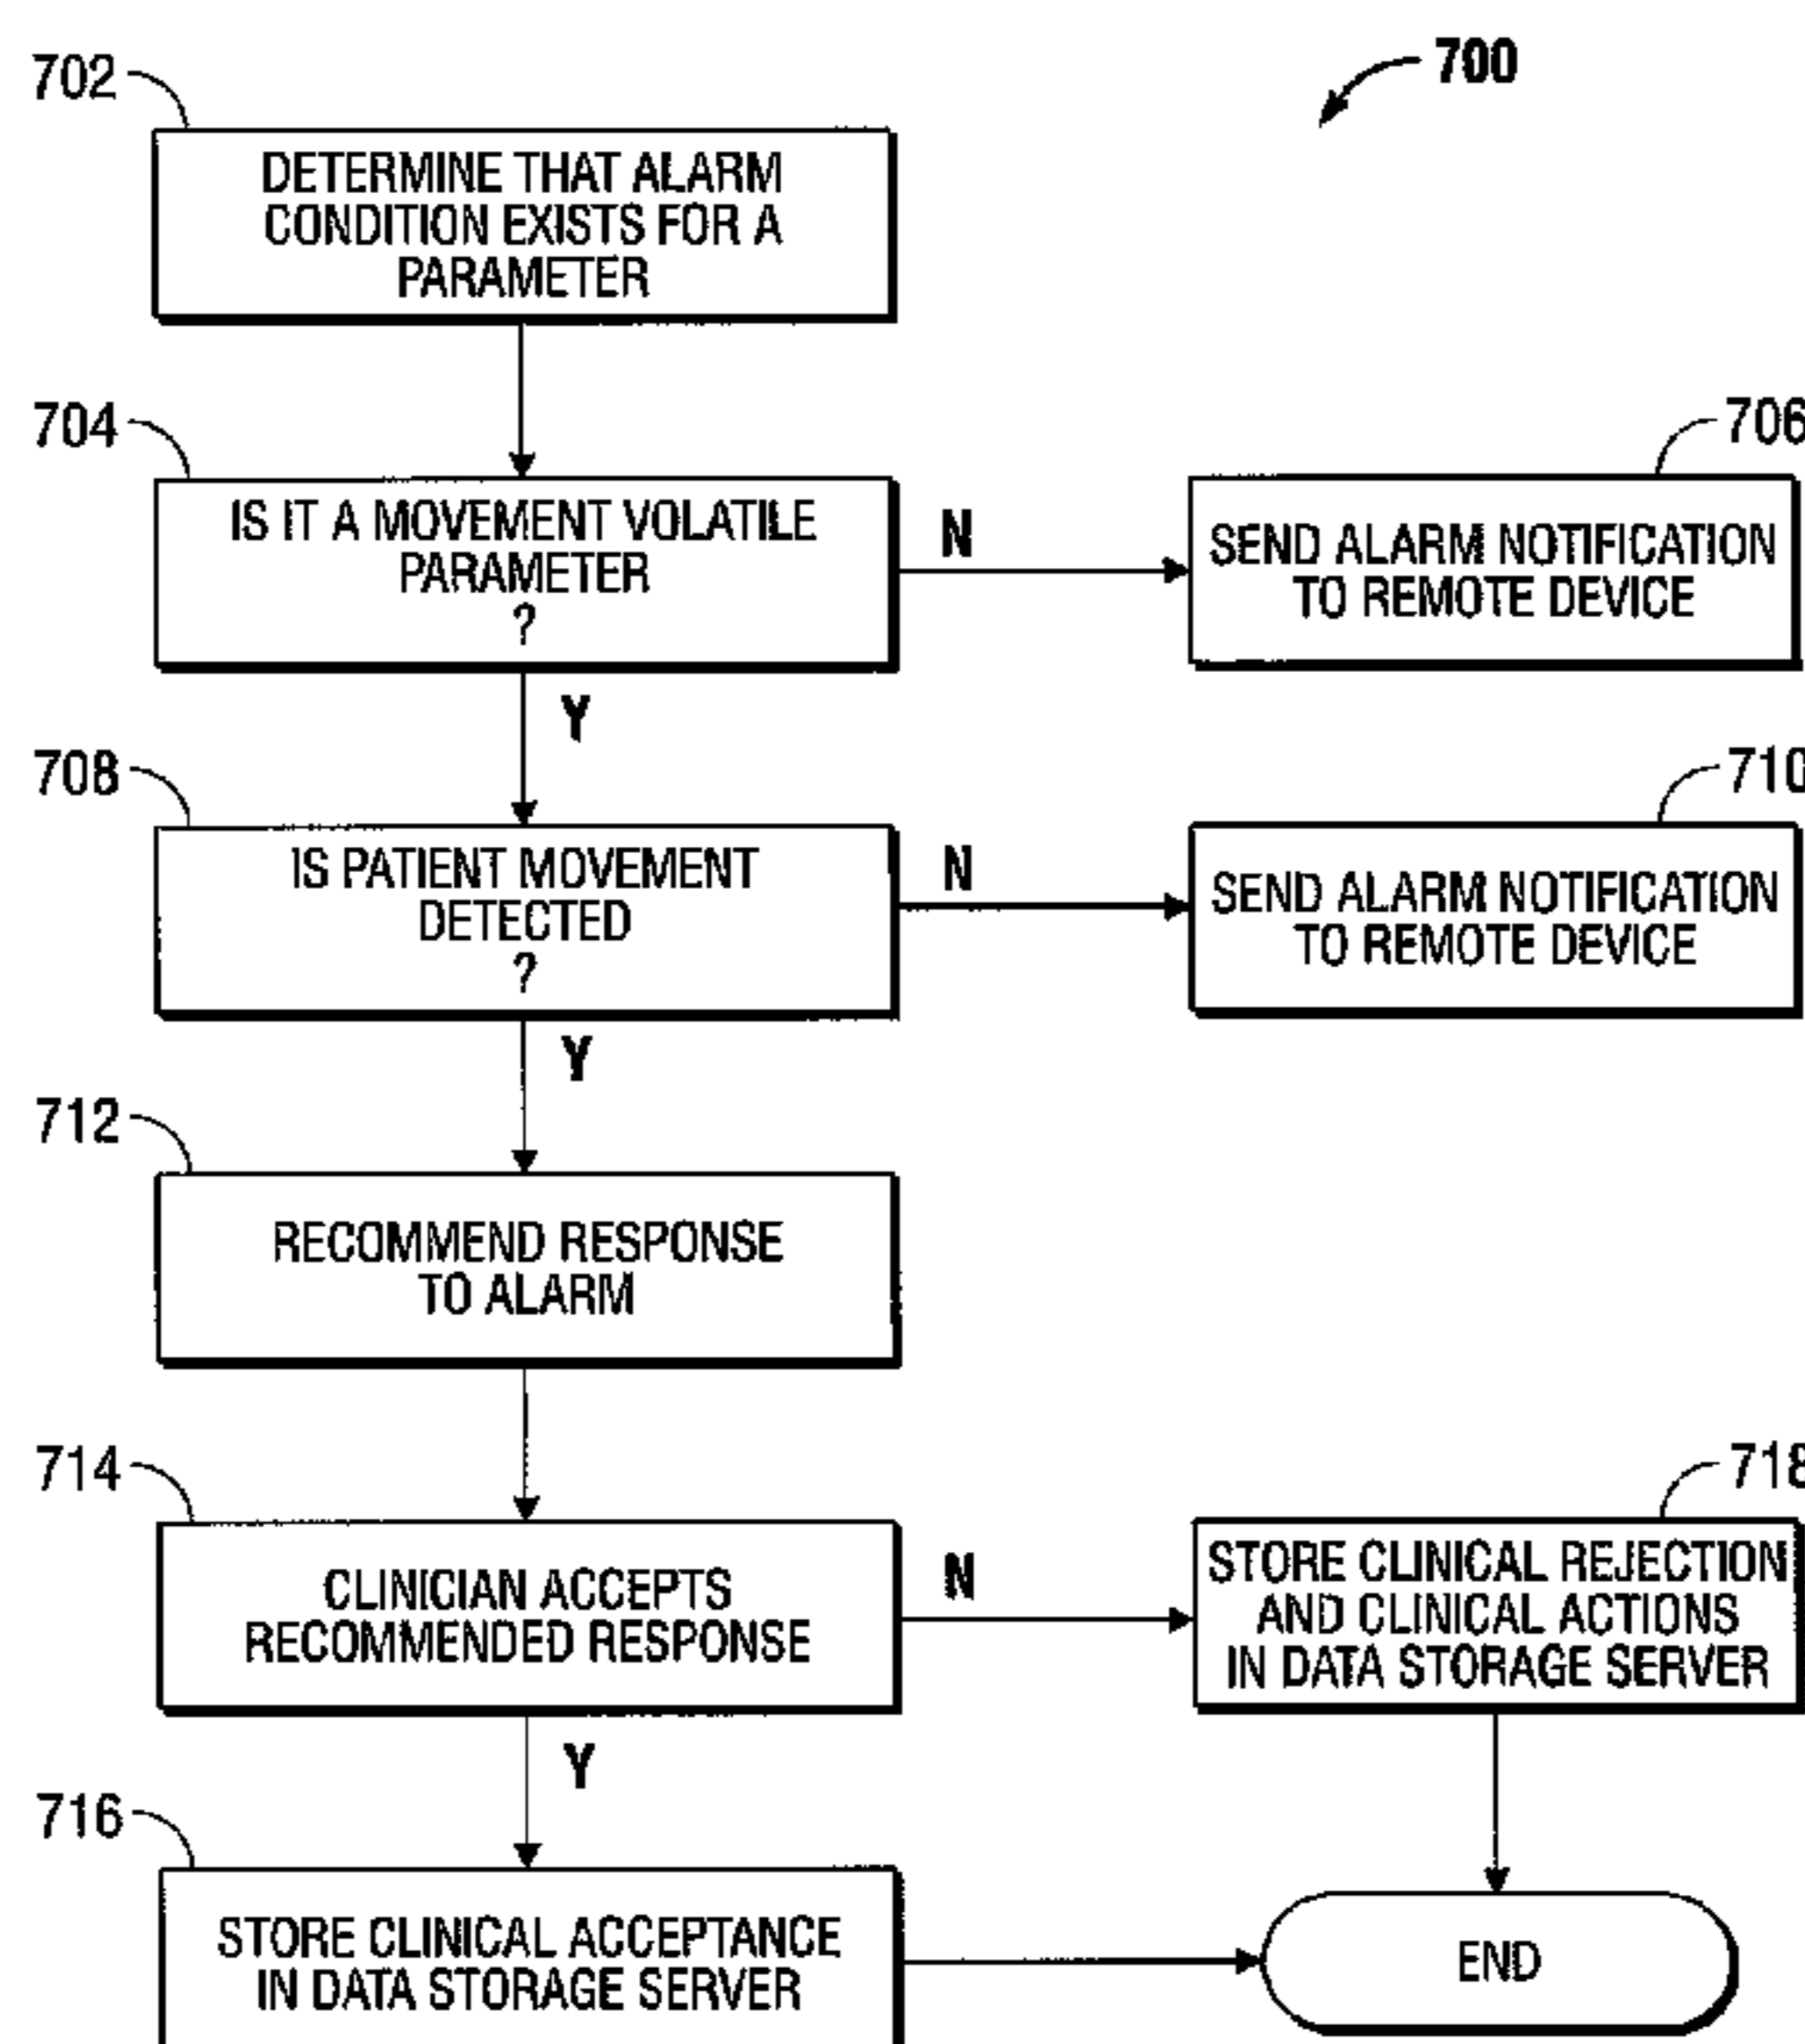 700
702
DETERMINE THAT ALARM
CONDITION EXISTS FOR A
PARAMETER
704
IS IT A MOVEMENT VOLATILE
PARAMETER
?
N
706
SEND ALARM NOTIFICATION
TO REMOTE DEVICE
Y
708
IS PATIENT MOVEMENT
DETECTED
?
N
710
SEND ALARM NOTIFICATION
TO REMOTE DEVICE
Y
712
RECOMMEND RESPONSE
TO ALARM
714
CLINICIAN ACCEPTS
RECOMMENDED RESPONSE
N
718
STORE CLINICAL REJECTION
AND CLINICAL ACTIONS
IN DATA STORAGE SERVER
Y
716
STORE CLINICAL ACCEPTANCE
IN DATA STORAGE SERVER
END